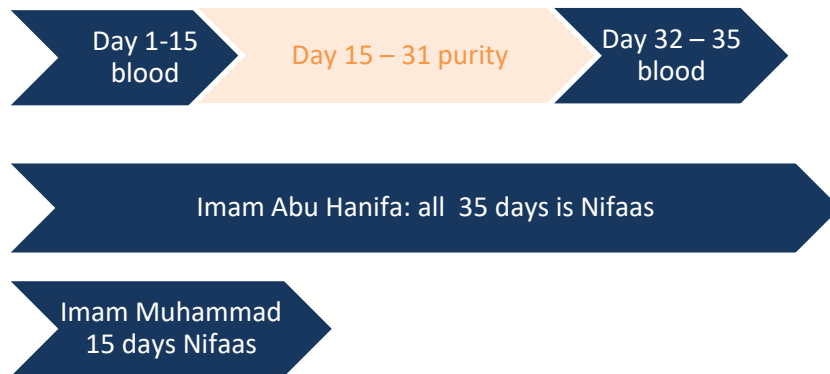 Day 1-15
blood
Day 15 – 31 purity
Day 32 – 35
blood
Imam Abu Hanifa: all  35 days is Nifaas
Imam Muhammad
15 days Nifaas